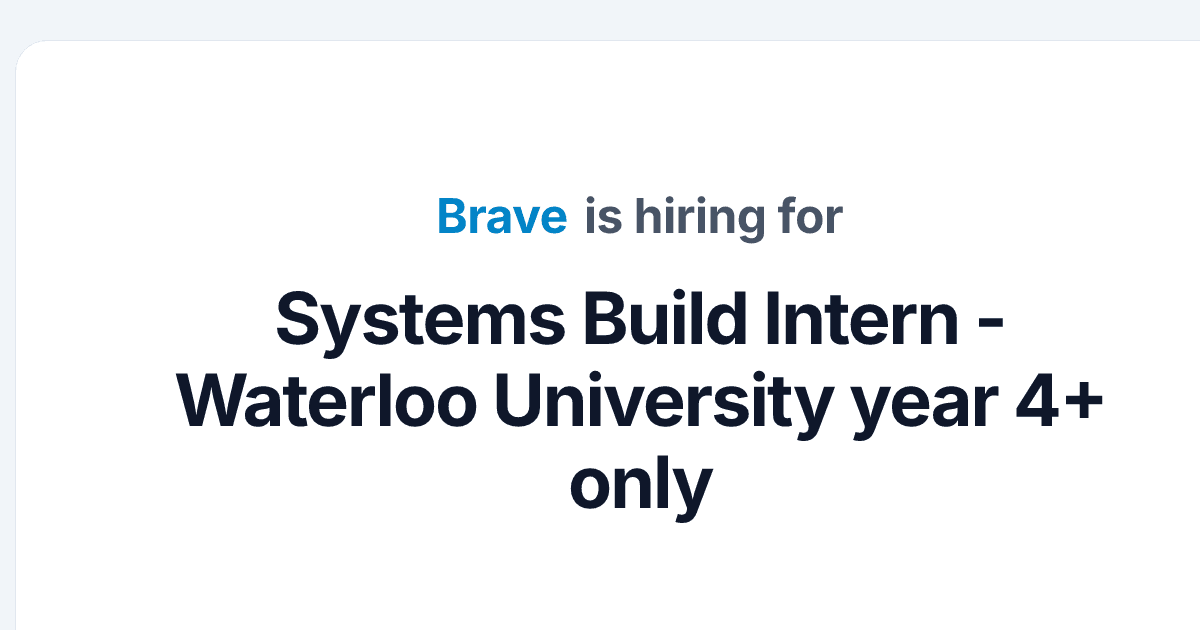 Brave is hiring for
Systems Build Intern -
Waterloo University year 4+
only